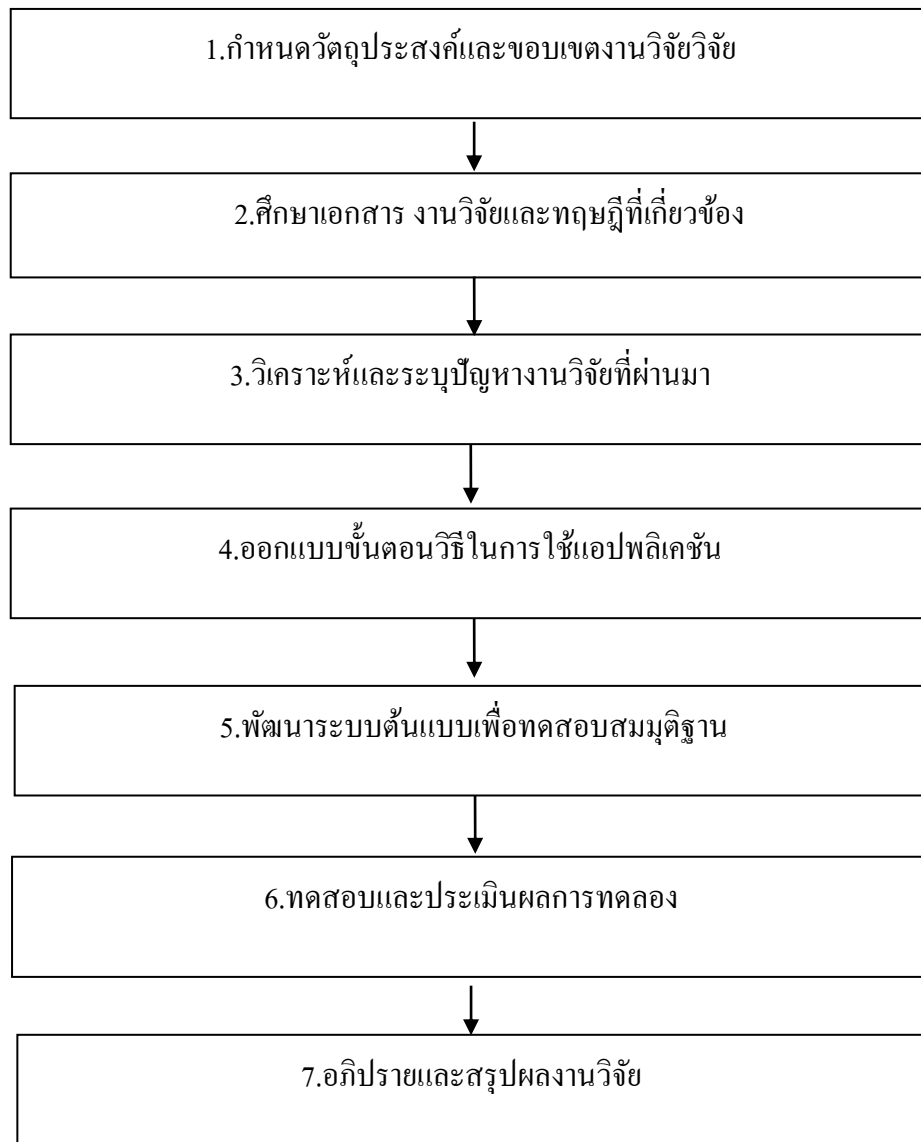 1.กำหนดวัตถุประสงค์และขอบเขตงานวิจัยวิจัย
2.ศึกษาเอกสาร งานวิจัยและทฤษฎีที่เกี่ยวข้อง
3.วิเคราะห์และระบุปัญหางานวิจัยที่ผ่านมา
4.ออกแบบขั้นตอนวิธีในการใช้แอปพลิเคชัน
5.พัฒนาระบบต้นแบบเพื่อทดสอบสมมุติฐาน
6.ทดสอบและประเมินผลการทดลอง
7.อภิปรายและสรุปผลงานวิจัย